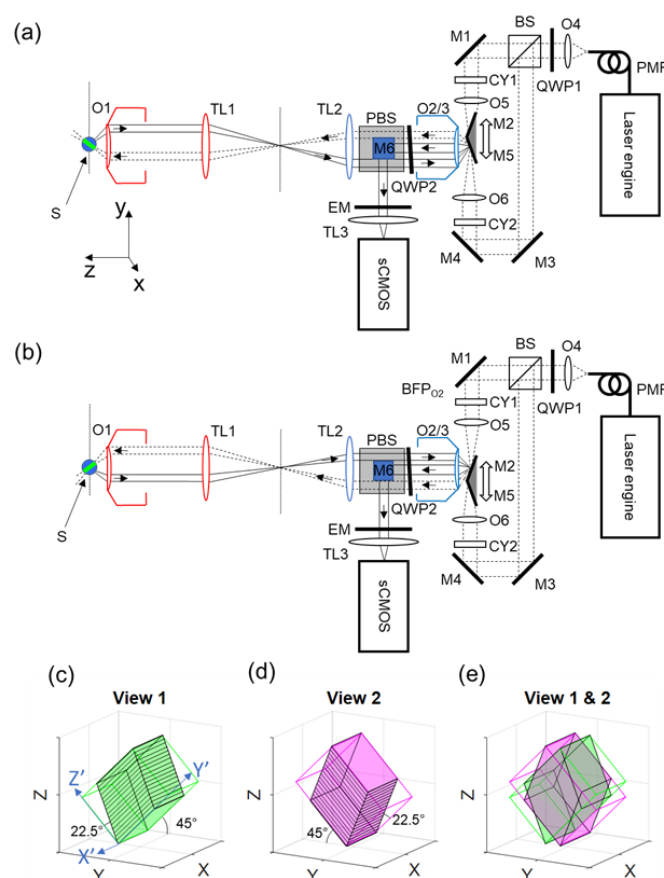 (a)
BS
O4
M1
PMF
CY1
QWP1
O1
TL1
TL2
PBS
O2/3
O5
M2
M6
M5
Laser engine
QWP2
S
EM
O6
y
TL3
CY2
z
x
sCMOS
M4
M3
(b)
BS
O4
M1
BFPO2
PMF
CY1
QWP1
O1
TL1
TL2
PBS
O2/3
O5
M2
M6
M5
Laser engine
QWP2
S
EM
O6
TL3
CY2
sCMOS
M4
M3
(c)
(d)
(e)
View 1
View 2
View 1 & 2
Z
Z'
Y'
22.5°
45°
X'
Y
X
Z
45°
22.5°
Y
X
Z
Y
X